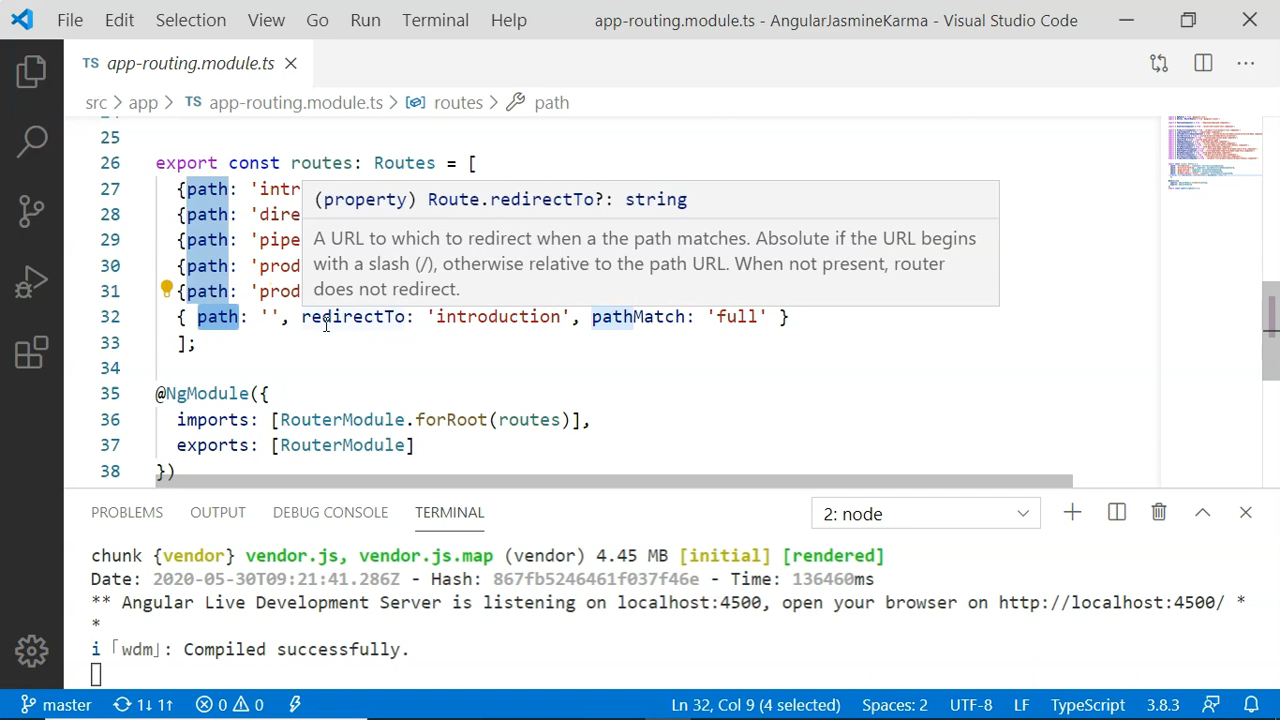 File Edit Selection View Go Run Terminal Help app-routing.module.ts - AngularJasmineKarma - Visual Studio Code
TS app-routing.module.ts
src > app > TS app-routing.module.ts > routes > path
25
26 export const routes: Routes = [
27 {path: 'intr
28 {path: 'dire
29 {path: 'pipe
30 {path: 'prod
31 {path: 'prod
(property) Route.redirectTo?: string
A URL to which to redirect when a the path matches. Absolute if the URL begins
with a slash (/), otherwise relative to the path URL. When not present, router
does not redirect.
32 { path: '', redirectTo: 'introduction', pathMatch: 'full' }
33 ];
34
35 @NgModule({
36 imports: [RouterModule.forRoot(routes)],
37 exports: [RouterModule]
38 })
PROBLEMS OUTPUT DEBUG CONSOLE TERMINAL 2: node
chunk {vendor} vendor.js, vendor.js.map (vendor) 4.45 MB [initial] [rendered]
Date: 2020-05-30T09:21:41.286Z - Hash: 867fb5246461f037f46e - Time: 136460ms
** Angular Live Development Server is listening on localhost:4500, open your browser on http://localhost:4500/ *
*
i 「wdm」: Compiled successfully.
master 1↓ 1↑ 0 0 Ln 32, Col 9 (4 selected) Spaces: 2 UTF-8 LF TypeScript 3.8.3